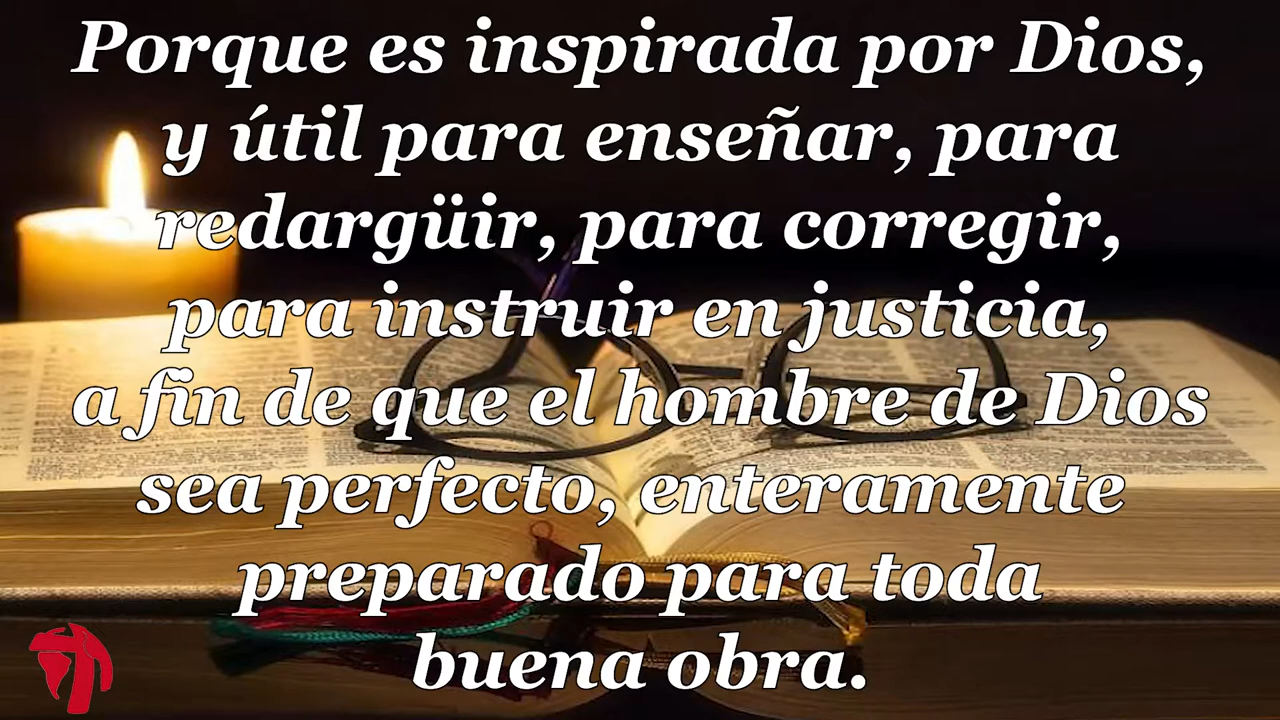 Porque es inspirada por Dios,
y útil para enseñar, para
redargüir, para corregir,
para instruir en justicia,
a fin de que el hombre de Dios
sea perfecto, enteramente
preparado para toda
buena obra.